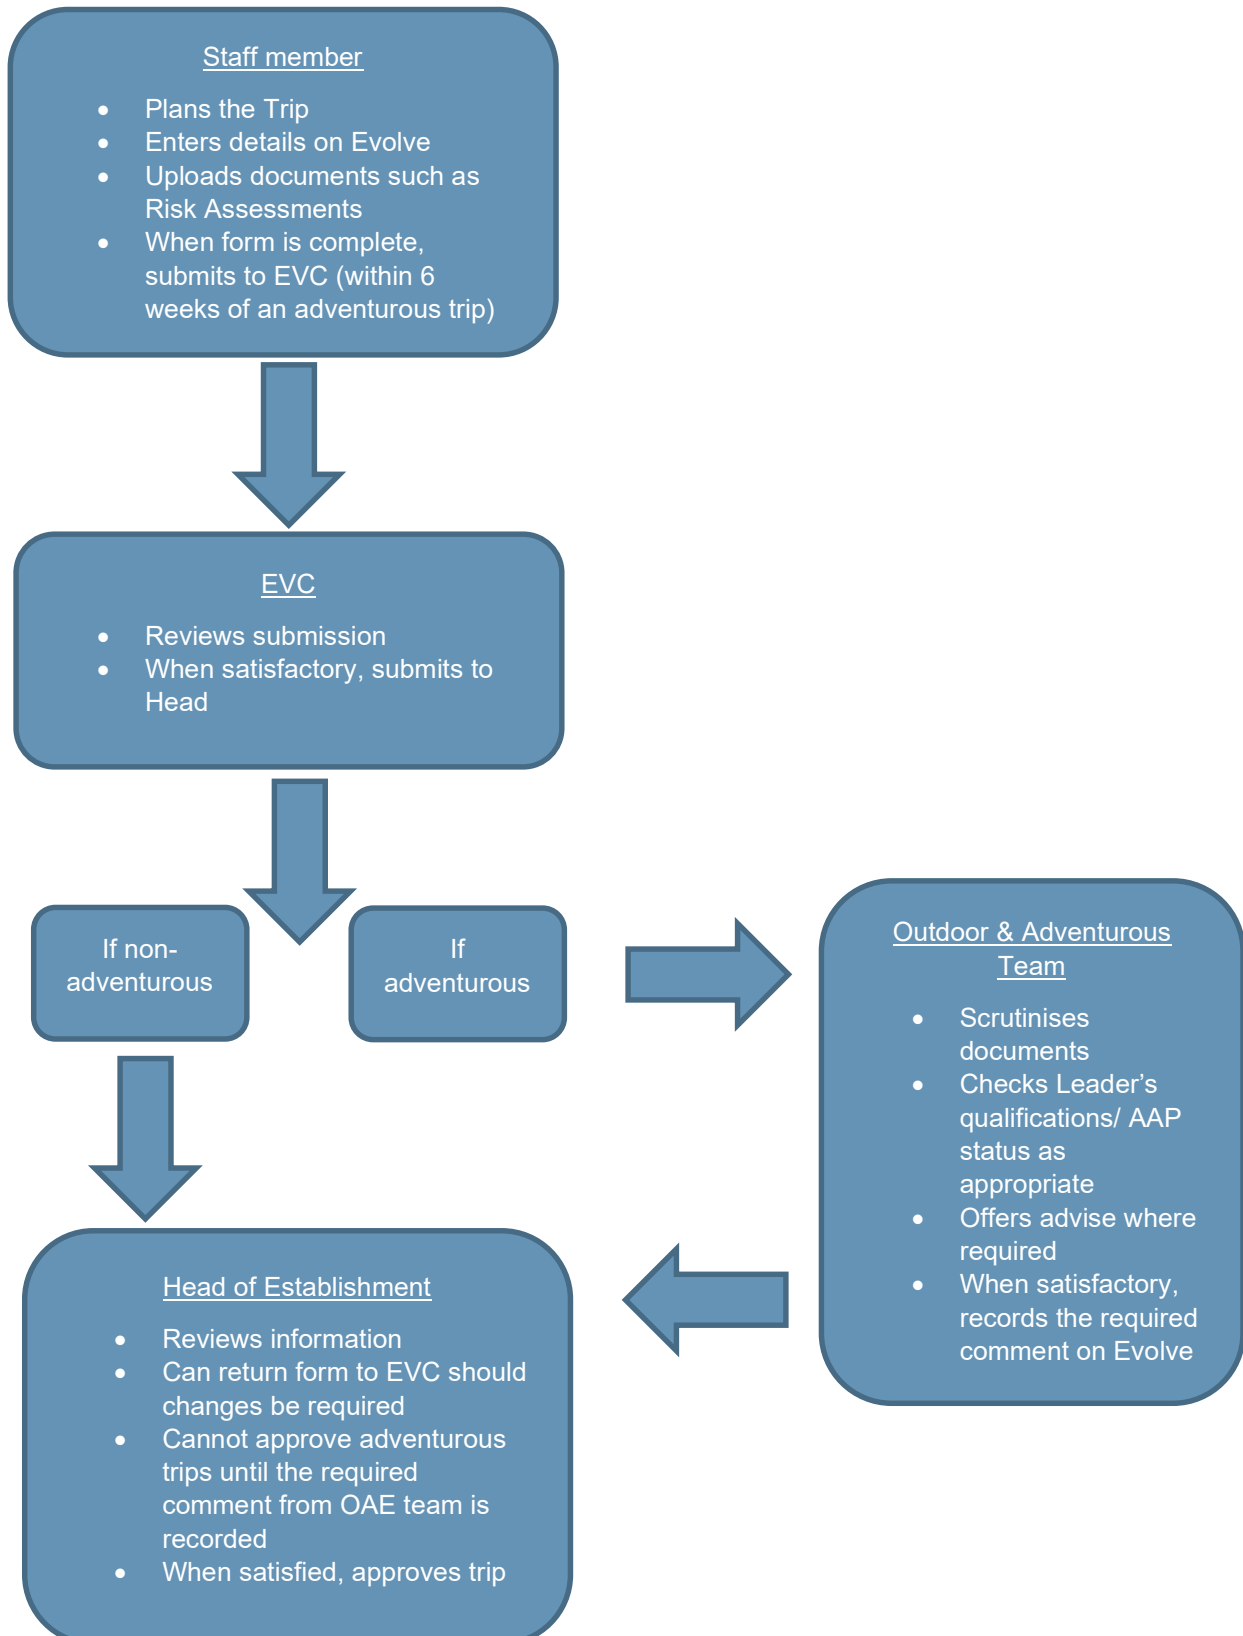 Staff member
• Plans the Trip
• Enters details on Evolve
• Uploads documents such as
Risk Assessments
• When form is complete,
submits to EVC (within 6
weeks of an adventurous trip)
EVC
• Reviews submission
• When satisfactory, submits to
Head
If non-
adventurous
If
adventurous
Outdoor & Adventurous
Team
• Scrutinises
documents
• Checks Leader’s
qualifications/ AAP
status as
appropriate
• Offers advise where
required
• When satisfactory,
records the required
comment on Evolve
Head of Establishment
• Reviews information
• Can return form to EVC should
changes be required
• Cannot approve adventurous
trips until the required
comment from OAE team is
recorded
• When satisfied, approves trip